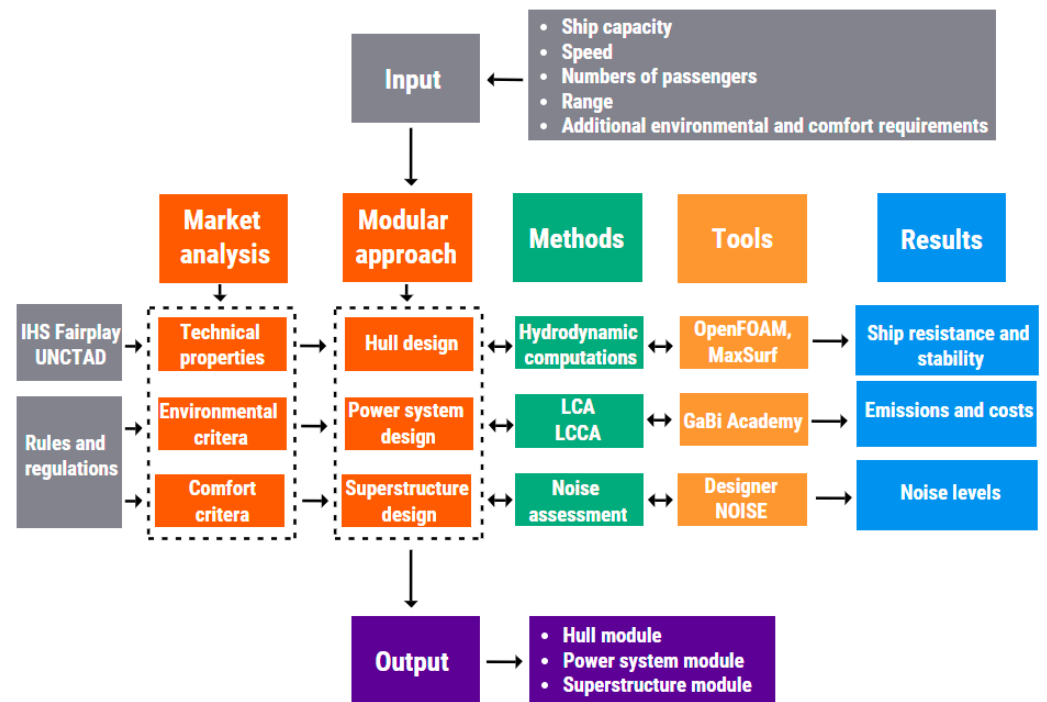 Input
• Ship capacity
• Speed
• Numbers of passengers
• Range
• Additional environmental and comfort requirements
Market
analysis
Modular
approach
Methods
Tools
Results
IHS Fairplay
UNCTAD
Technical
properties
Hull design
Hydrodynamic
computations
OpenFOAM,
MaxSurf
Ship resistance and
stability
Rules and
regulations
Environmental
critera
Power system
design
LCA
LCCA
GaBi Academy
Emissions and costs
Comfort
critera
Superstructure
design
Noise
assessment
Designer
NOISE
Noise levels
Output
• Hull module
• Power system module
• Superstructure module